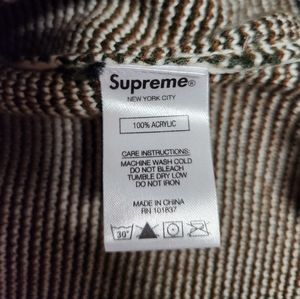 Supreme®
NEW YORK CITY
100% ACRYLIC
CARE INSTRUCTIONS:
MACHINE WASH COLD
DO NOT BLEACH
TUMBLE DRY LOW
DO NOT IRON
MADE IN CHINA
RN 101837
30°